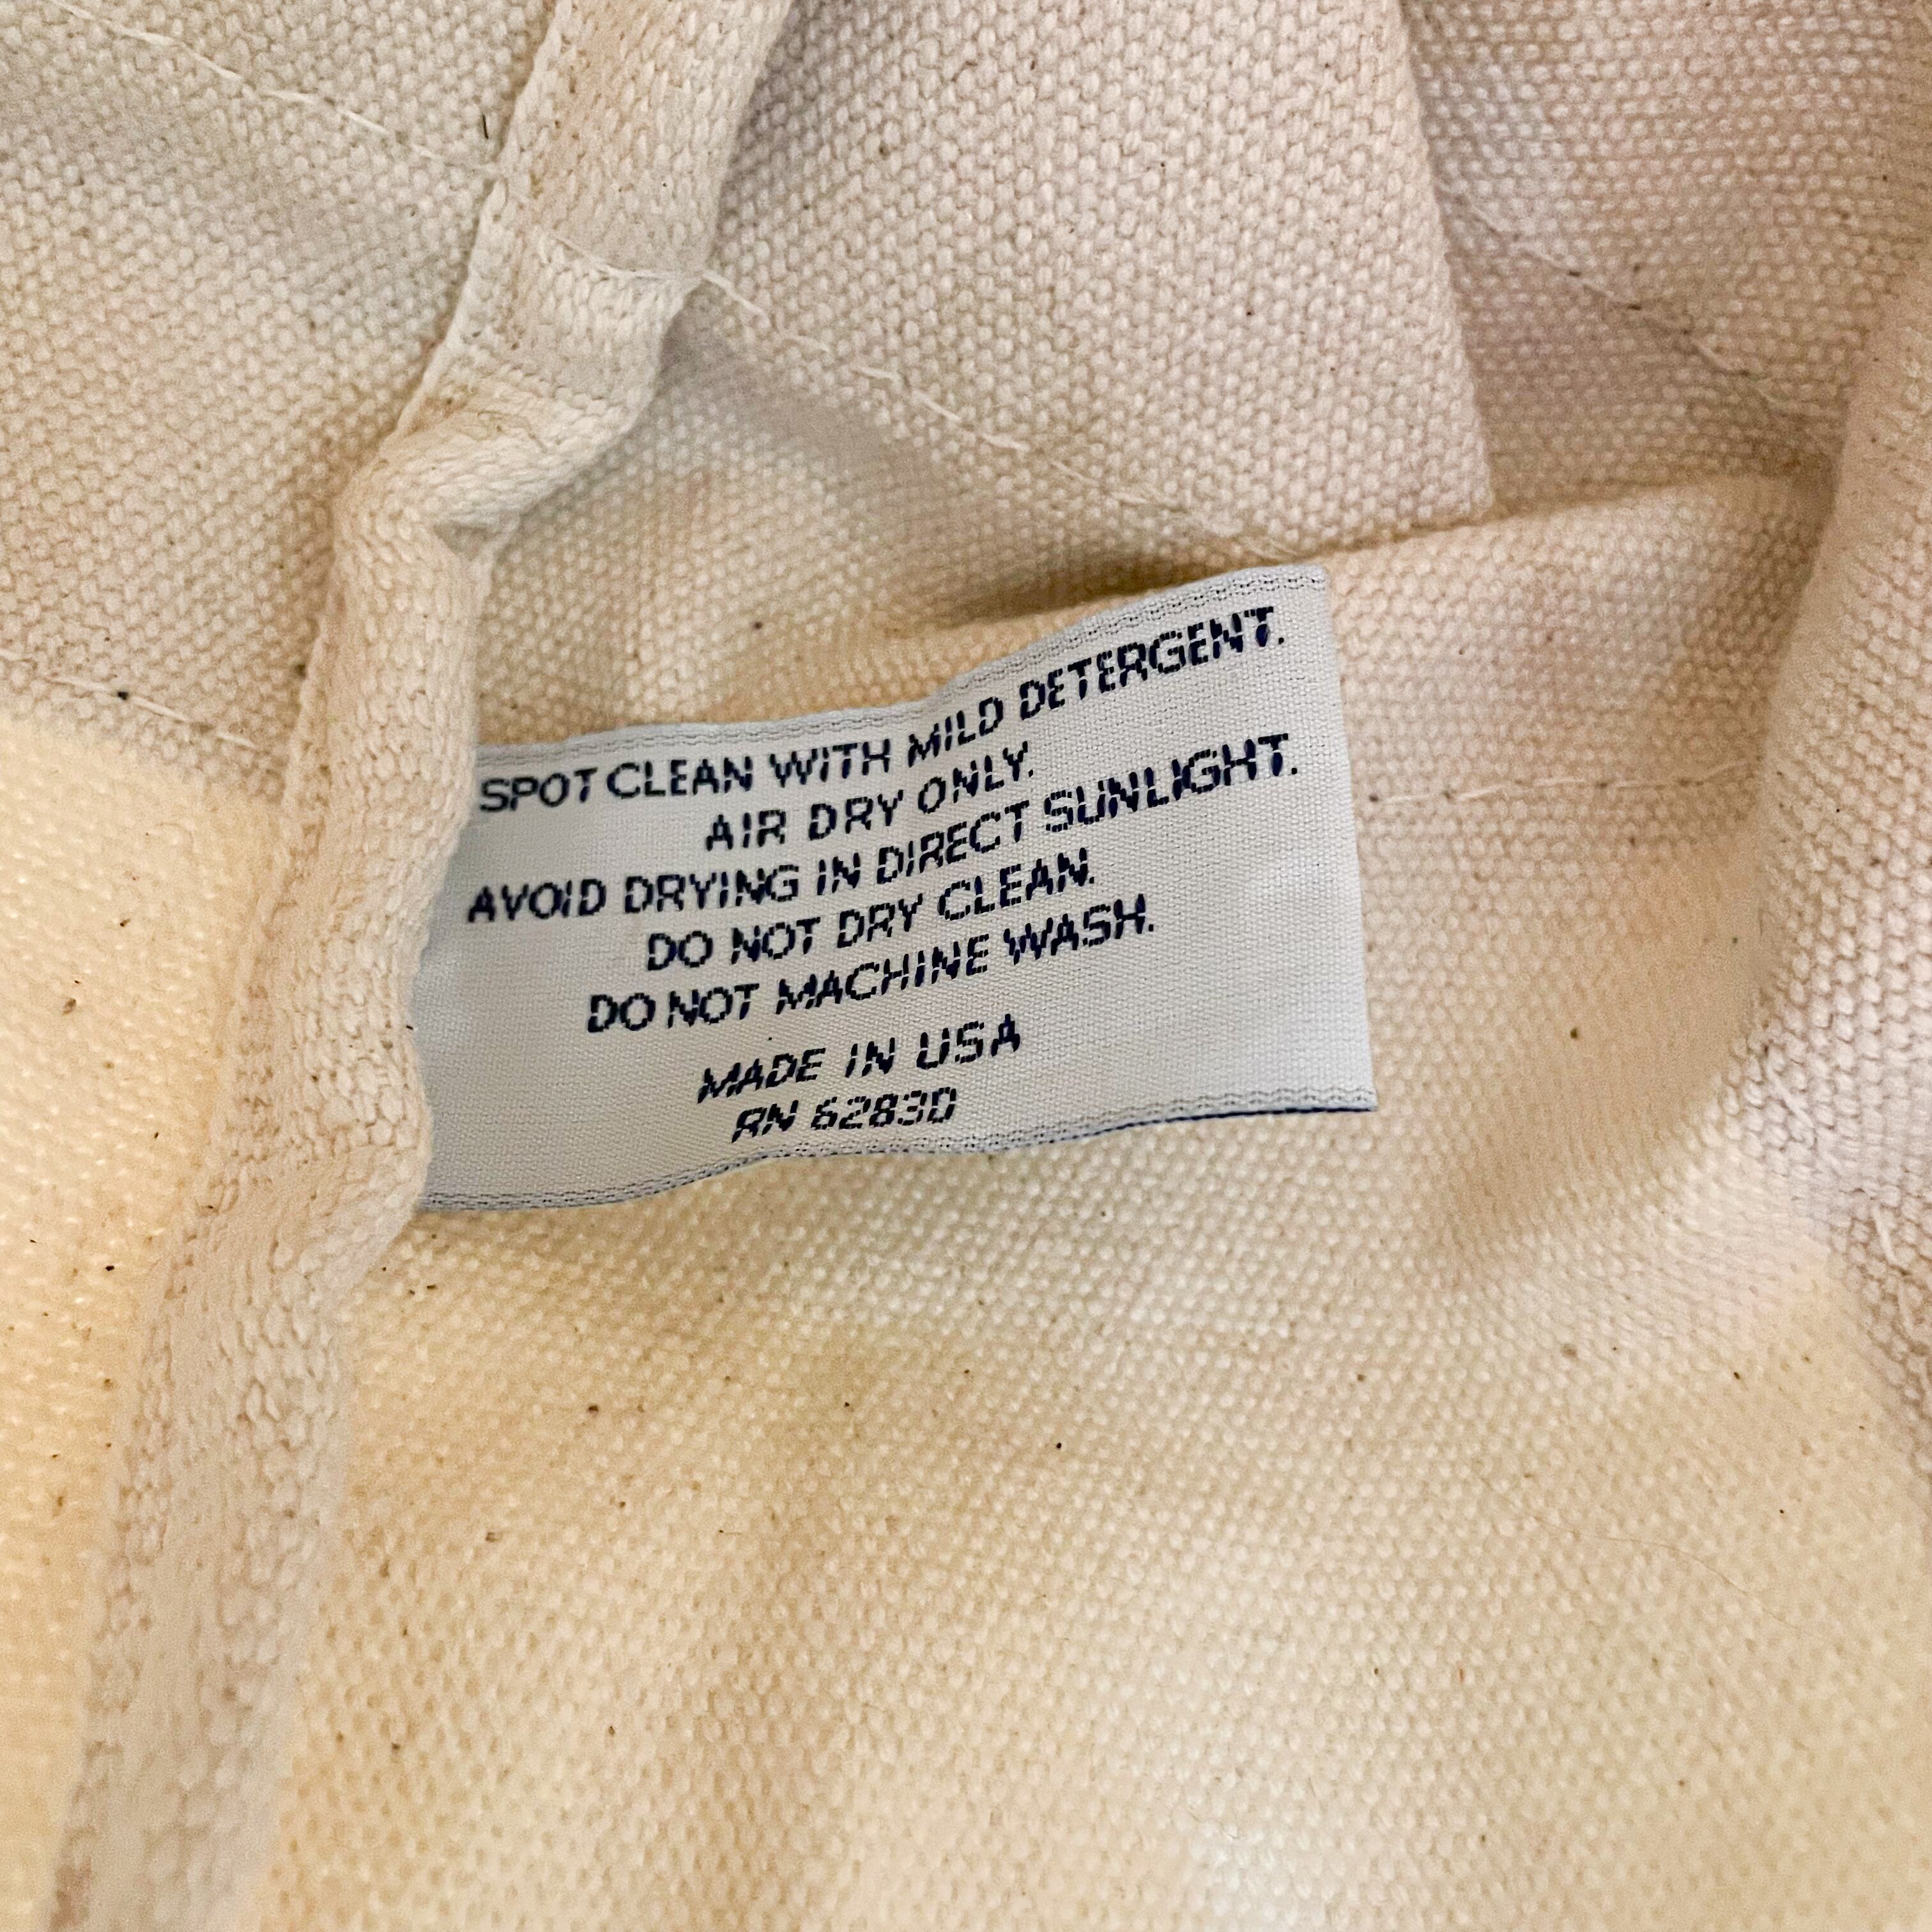 SPOT CLEAN WITH MILD DETERGENT.
AIR DRY ONLY.
AVOID DRYING IN DIRECT SUNLIGHT.
DO NOT DRY CLEAN.
DO NOT MACHINE WASH.
MADE IN USA
RN 62830